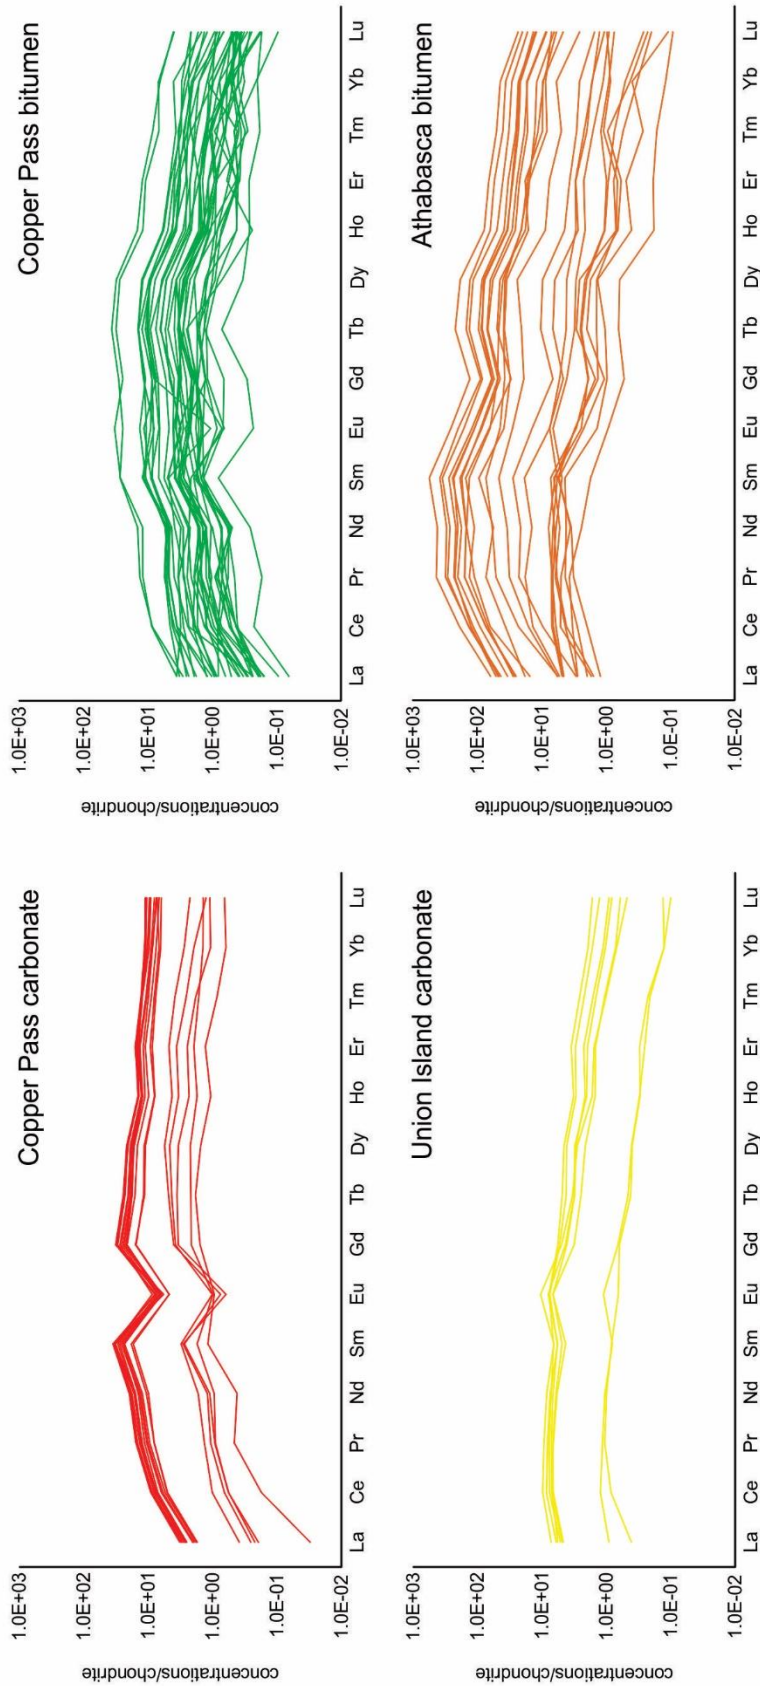 Copper Pass carbonate
concentrations/chondrite
1.0E+03
1.0E+02
1.0E+01
1.0E+00
1.0E-01
1.0E-02
La Ce Pr Nd Sm Eu Gd Tb Dy Ho Er Tm Yb Lu
Copper Pass bitumen
concentrations/chondrite
1.0E+03
1.0E+02
1.0E+01
1.0E+00
1.0E-01
1.0E-02
La Ce Pr Nd Sm Eu Gd Tb Dy Ho Er Tm Yb Lu
Union Island carbonate
concentrations/chondrite
1.0E+03
1.0E+02
1.0E+01
1.0E+00
1.0E-01
1.0E-02
La Ce Pr Nd Sm Eu Gd Tb Dy Ho Er Tm Yb Lu
Athabasca bitumen
concentrations/chondrite
1.0E+03
1.0E+02
1.0E+01
1.0E+00
1.0E-01
1.0E-02
La Ce Pr Nd Sm Eu Gd Tb Dy Ho Er Tm Yb Lu